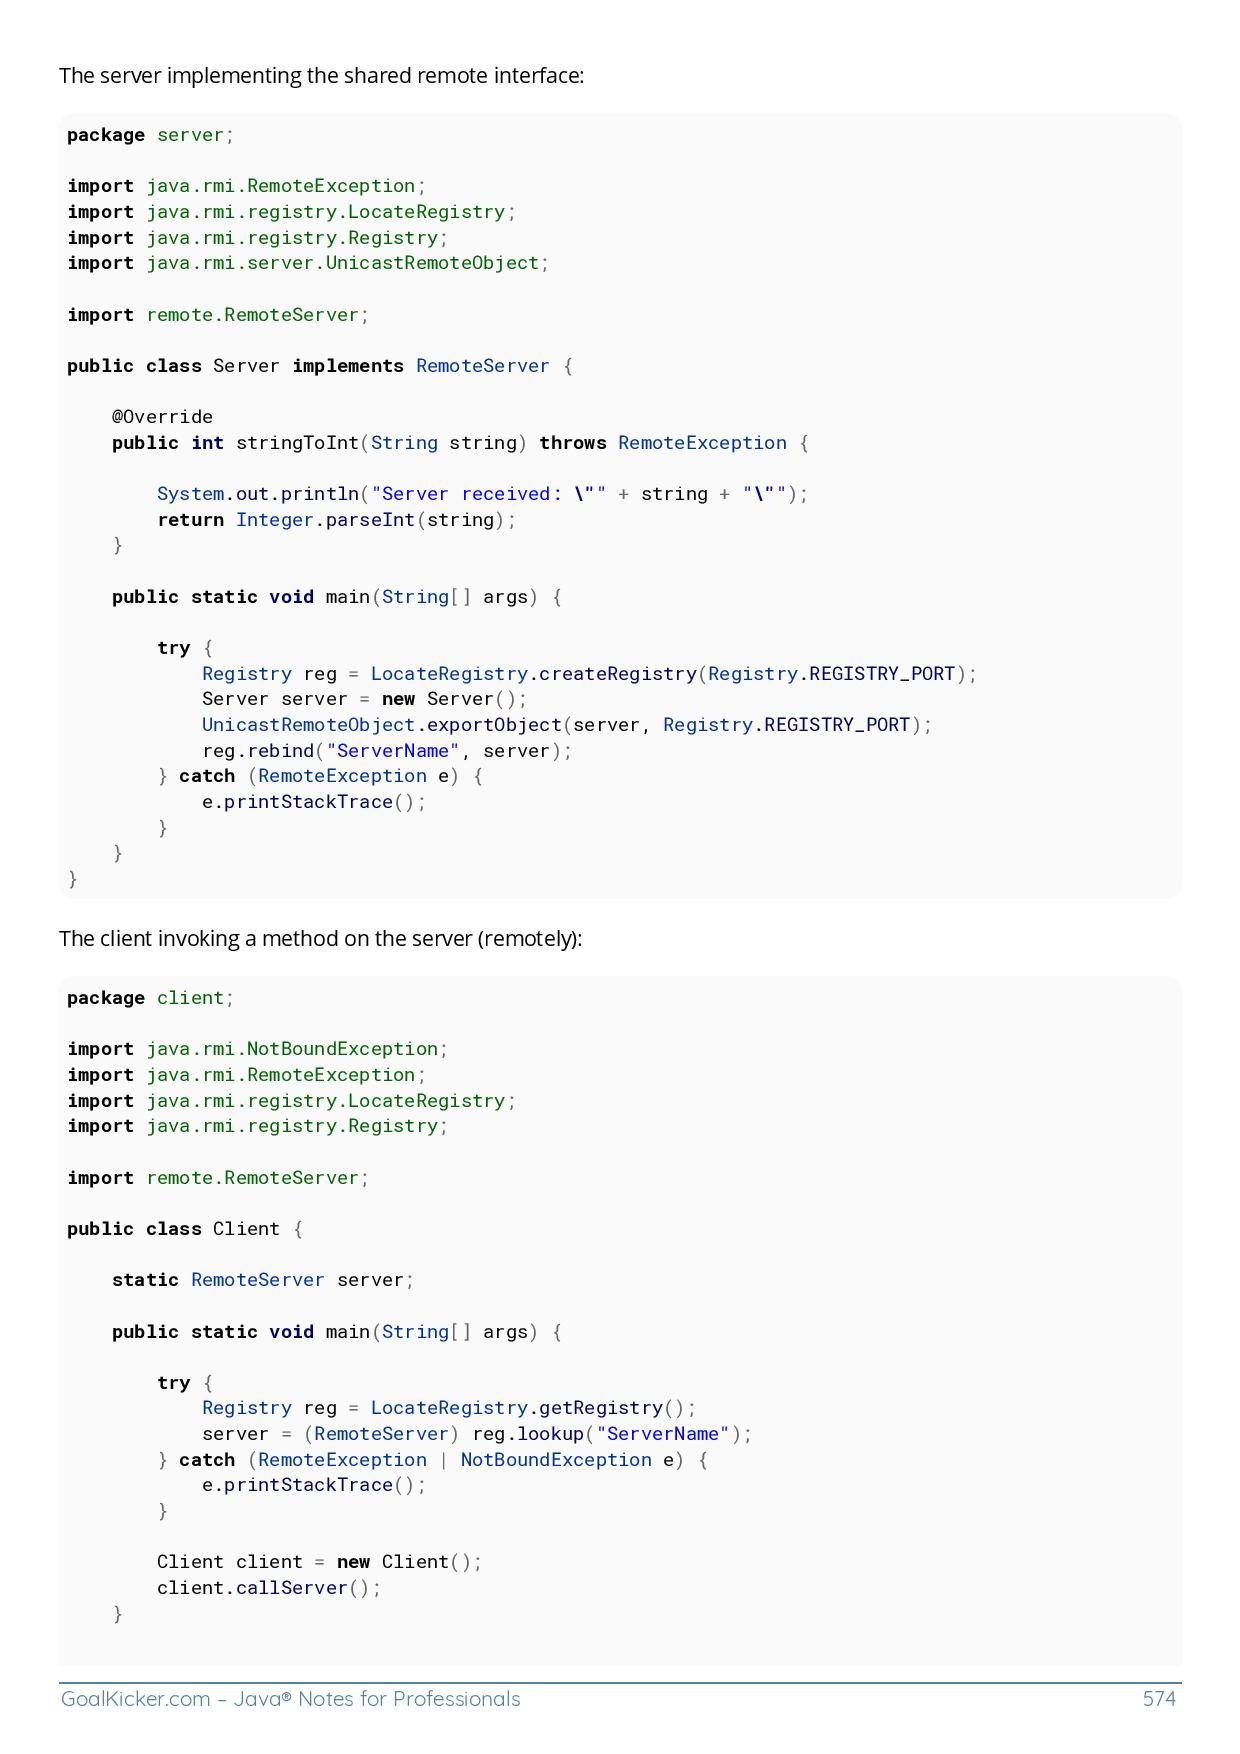 The server implementing the shared remote interface:
package server;
import java.rmi.RemoteException;
import java.rmi.registry.LocateRegistry;
import java.rmi.registry.Registry;
import java.rmi.server.UnicastRemoteObject;
import remote.RemoteServer;
public class Server implements RemoteServer {
    @Override
    public int stringToInt(String string) throws RemoteException {
        System.out.println("Server received: \"" + string + "\"");
        return Integer.parseInt(string);
    }
    public static void main(String[] args) {
        try {
            Registry reg = LocateRegistry.createRegistry(Registry.REGISTRY_PORT);
            Server server = new Server();
            UnicastRemoteObject.exportObject(server, Registry.REGISTRY_PORT);
            reg.rebind("ServerName", server);
        } catch (RemoteException e) {
            e.printStackTrace();
        }
    }
}
The client invoking a method on the server (remotely):
package client;
import java.rmi.NotBoundException;
import java.rmi.RemoteException;
import java.rmi.registry.LocateRegistry;
import java.rmi.registry.Registry;
import remote.RemoteServer;
public class Client {
    static RemoteServer server;
    public static void main(String[] args) {
        try {
            Registry reg = LocateRegistry.getRegistry();
            server = (RemoteServer) reg.lookup("ServerName");
        } catch (RemoteException | NotBoundException e) {
            e.printStackTrace();
        }
        Client client = new Client();
        client.callServer();
    }
GoalKicker.com – Java® Notes for Professionals 574